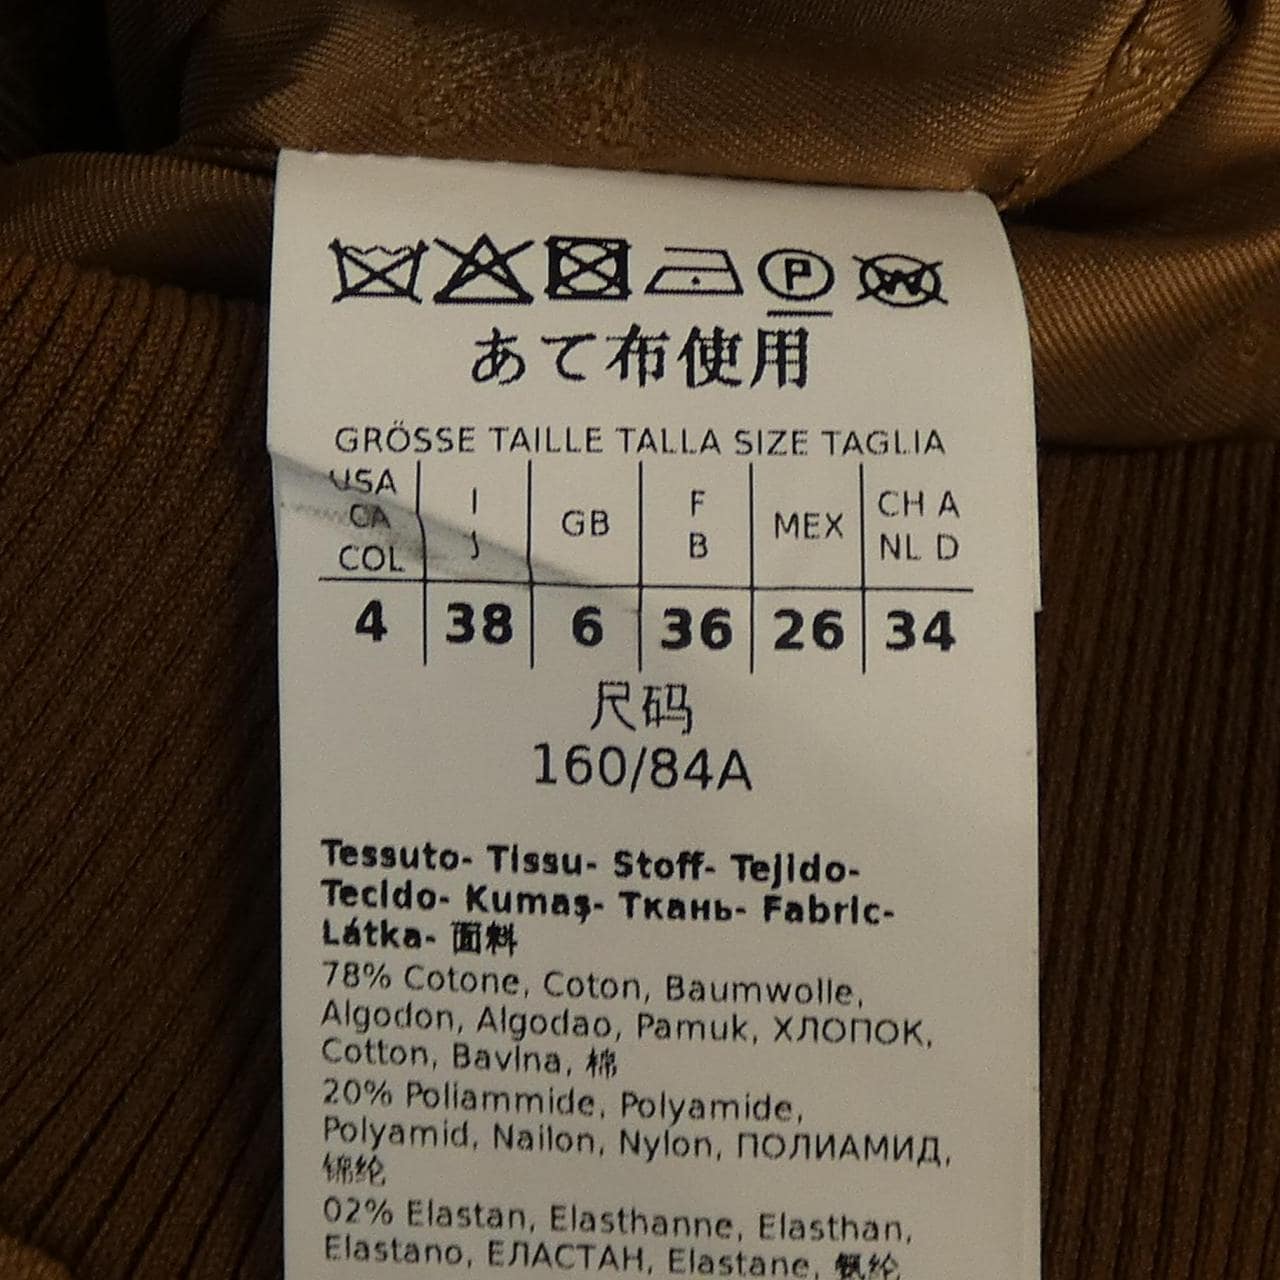 P W
あて布使用
GRÖSSE TAILLE TALLA SIZE TAGLIA
USA CA COL | I J | GB | F B | MEX | CH A NL D
4 | 38 | 6 | 36 | 26 | 34
尺码
160/84A
Tessuto- Tissu- Stoff- Tejido-
Tecido- Kumaş- Ткань- Fabric-
Látka- 面料
78% Cotone, Coton, Baumwolle,
Algodon, Algodao, Pamuk, ХЛОПОК,
Cotton, Bavlna, 棉
20% Poliammide, Polyamide,
Polyamid, Nailon, Nylon, ПОЛИАМИД,
锦纶
02% Elastan, Elasthanne, Elasthan,
Elastano, ЕЛАСТАН, Elastane, 氨纶